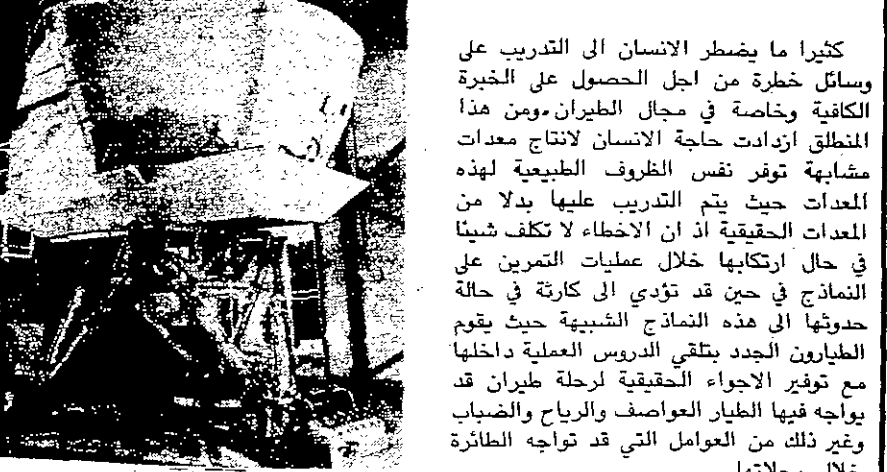 كثيرا ما يضطر الانسان الى التدريب على
وسائل خطرة من اجل الحصول على الخبرة
الكافية وخاصة في مجال الطيران.ومن هذا
المنطلق ازدادت حاجة الانسان لانتاج معدات
مشابهة توفر نفس الظروف الطبيعية لهذه
المعدات حيث يتم التدريب عليها بدلا من
المعدات الحقيقية اذ ان الاخطاء لا تكلف شيئا
في حال ارتكابها خلال عمليات التمرين على
النماذج في حين قد تؤدي الى كارثة في حالة
حدوثها الى هذه النماذج الشبيهة حيث يقوم
الطيارون الجدد بتلقي الدروس العملية داخلها
مع توفير الاجواء الحقيقية لرحلة طيران قد
يواجه فيها الطيار العواصف والرياح والضباب
وغير ذلك من العوامل التي قد تواجه الطائرة